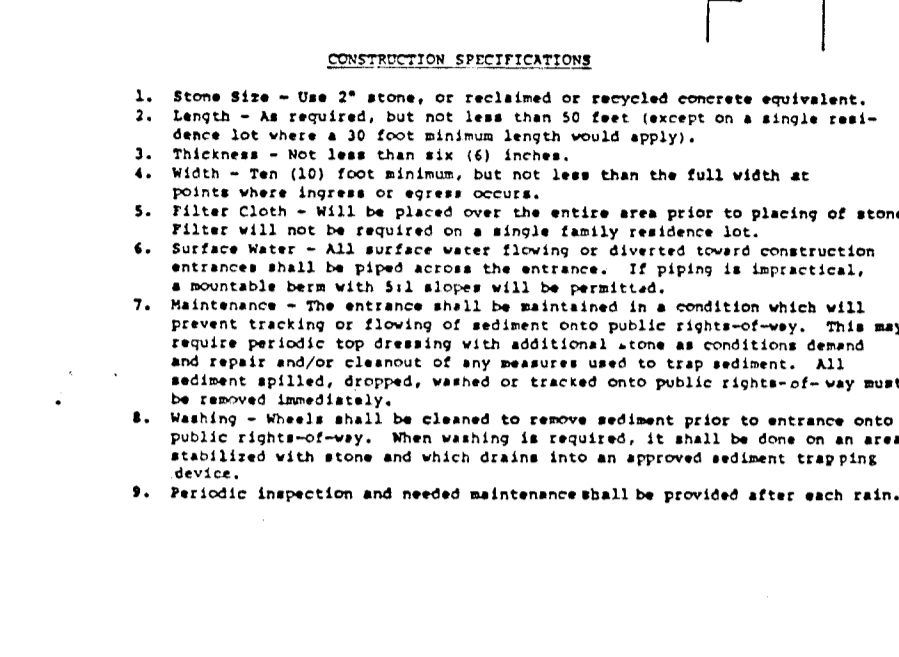 CONSTRUCTION SPECIFICATIONS
1. Stone Size - Use 2" stone, or reclaimed or recycled concrete equivalent.
2. Length - As required, but not less than 50 feet (except on a single resi-
dence lot where a 30 foot minimum length would apply).
3. Thickness - Not less than six (6) inches.
4. Width - Ten (10) foot minimum, but not less than the full width at
points where ingress or egress occurs.
5. Filter Cloth - Will be placed over the entire area prior to placing of stone
Filter will not be required on a single family residence lot.
6. Surface Water - All surface water flowing or diverted toward construction
entrances shall be piped across the entrance. If piping is impractical,
a mountable berm with 5:1 slopes will be permitted.
7. Maintenance - The entrance shall be maintained in a condition which will
prevent tracking or flowing of sediment onto public rights-of-way. This may
require periodic top dressing with additional stone as conditions demand
and repair and/or cleanout of any measures used to trap sediment. All
sediment spilled, dropped, washed or tracked onto public rights-of-way must
be removed immediately.
8. Washing - Wheels shall be cleaned to remove sediment prior to entrance onto
public rights-of-way. When washing is required, it shall be done on an area
stabilized with stone and which drains into an approved sediment trapping
device.
9. Periodic inspection and needed maintenance shall be provided after each rain.